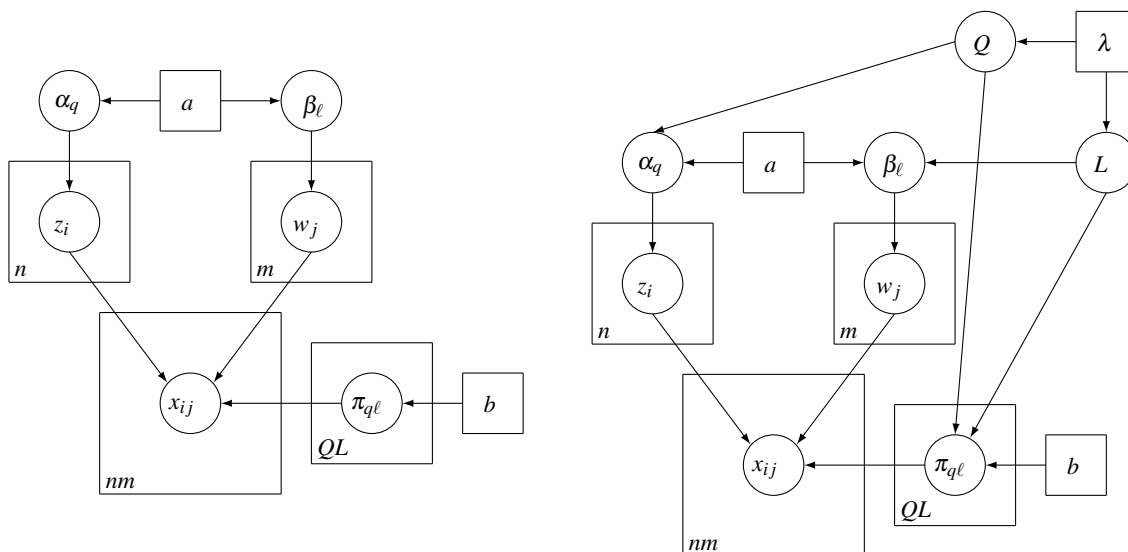 α_q a β_ℓ
z_i w_j
n m
x_ij π_qℓ b
QL
nm
Q λ
α_q a β_ℓ L
z_i w_j
n m
x_ij π_qℓ b
QL
nm